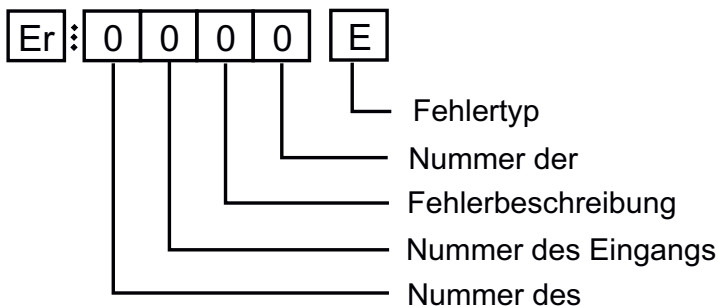 Er 0 0 0 0 E
Fehlertyp
Nummer der
Fehlerbeschreibung
Nummer des Eingangs
Nummer des